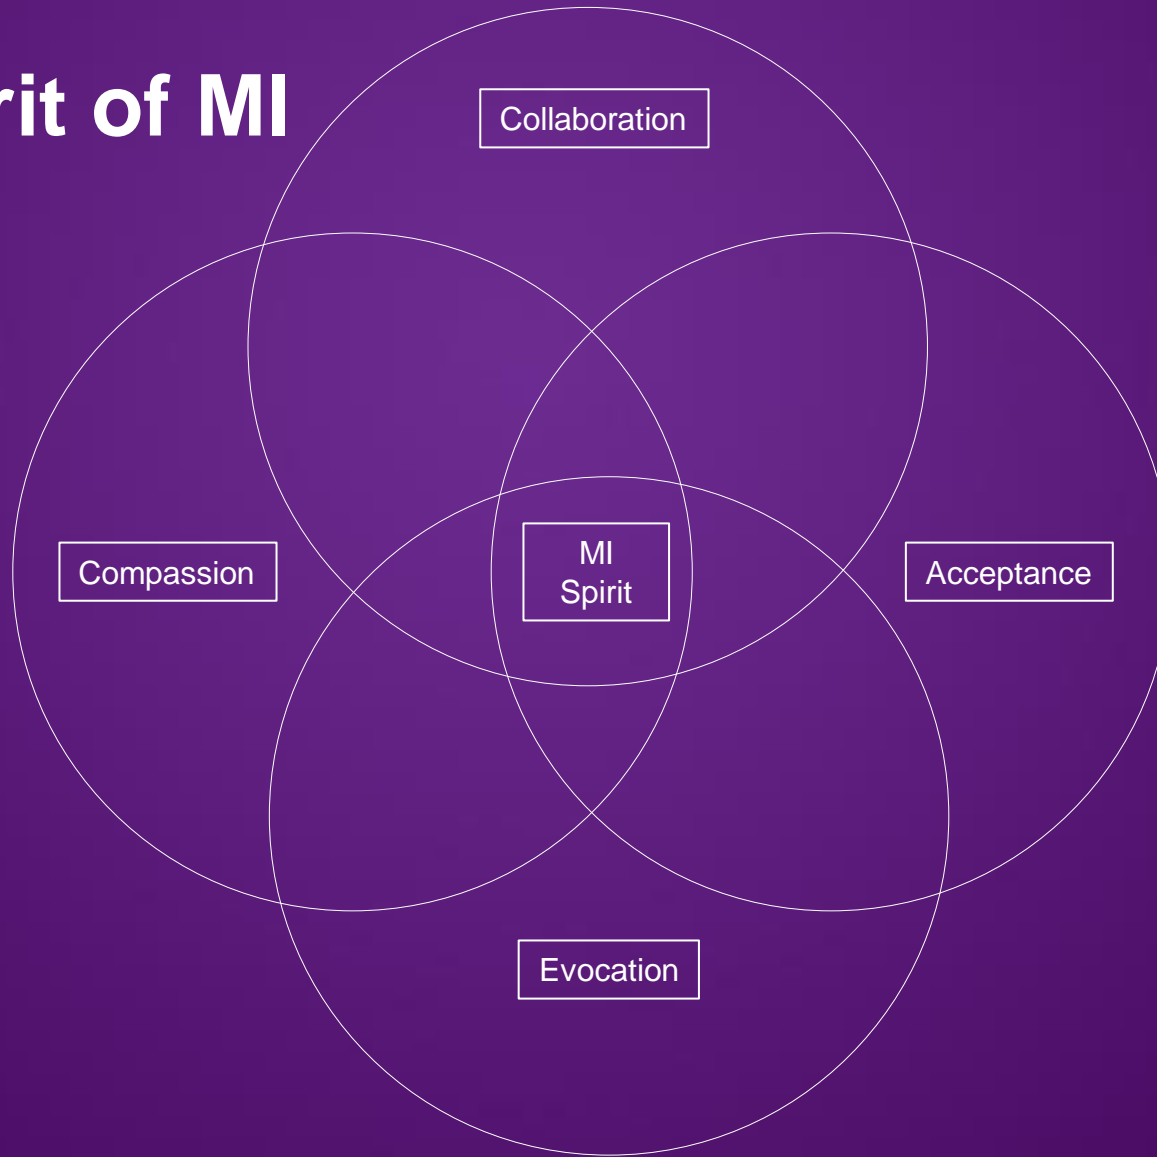 rit of MI
Collaboration
Compassion
MI
Spirit
Acceptance
Evocation